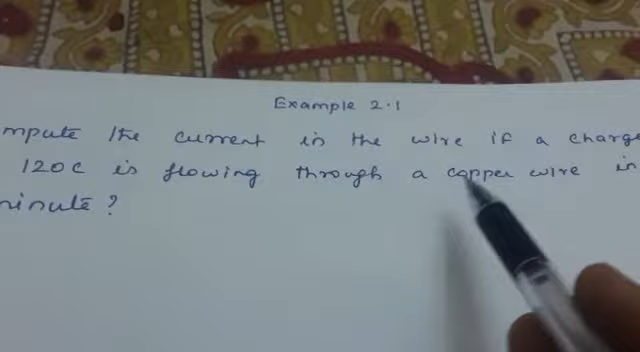 Example 2.1
mpute the current in the wire if a charge
120C is flowing through a copper wire in
minute?